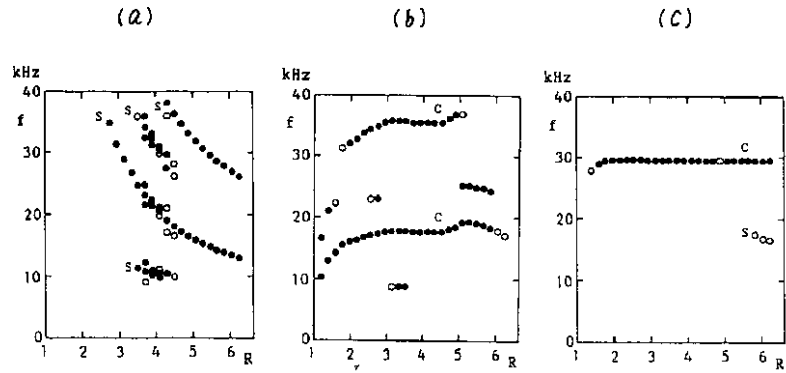 (a) (b) (c)
kHz kHz kHz
40 40 40
S S S C
f f f C
30 30 30
20 20 20
C S
S
10 10 10
0 0 0
1 2 3 4 5 6 R 1 2 3 4 5 6 R 1 2 3 4 5 6 R